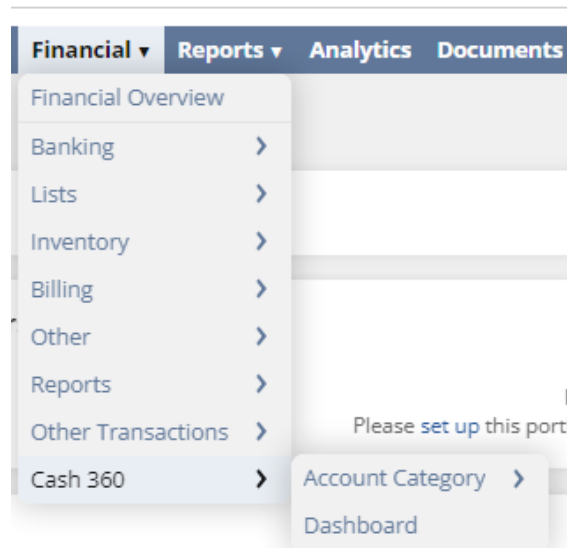 Financial ▾ Reports ▾ Analytics Documents
Financial Overview
Banking
Lists
Inventory
Billing
Other
Reports
Other Transactions
Please set up this port
Cash 360
Account Category
Dashboard